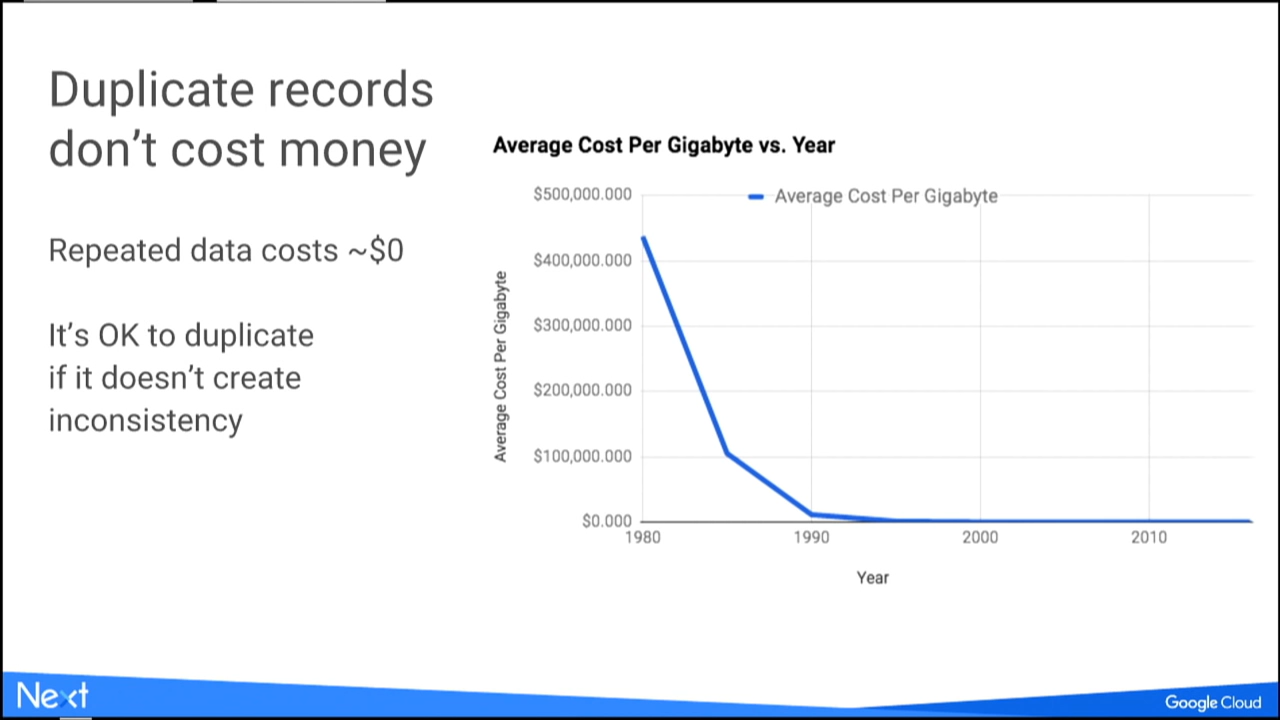 Duplicate records
don't cost money
Repeated data costs ~$0
It's OK to duplicate
if it doesn't create
inconsistency
Average Cost Per Gigabyte vs. Year
Average Cost Per Gigabyte
Average Cost Per Gigabyte
$500,000.000
$400,000.000
$300,000.000
$200,000.000
$100,000.000
$0.000
1980 1990 2000 2010
Year
Next
Google Cloud